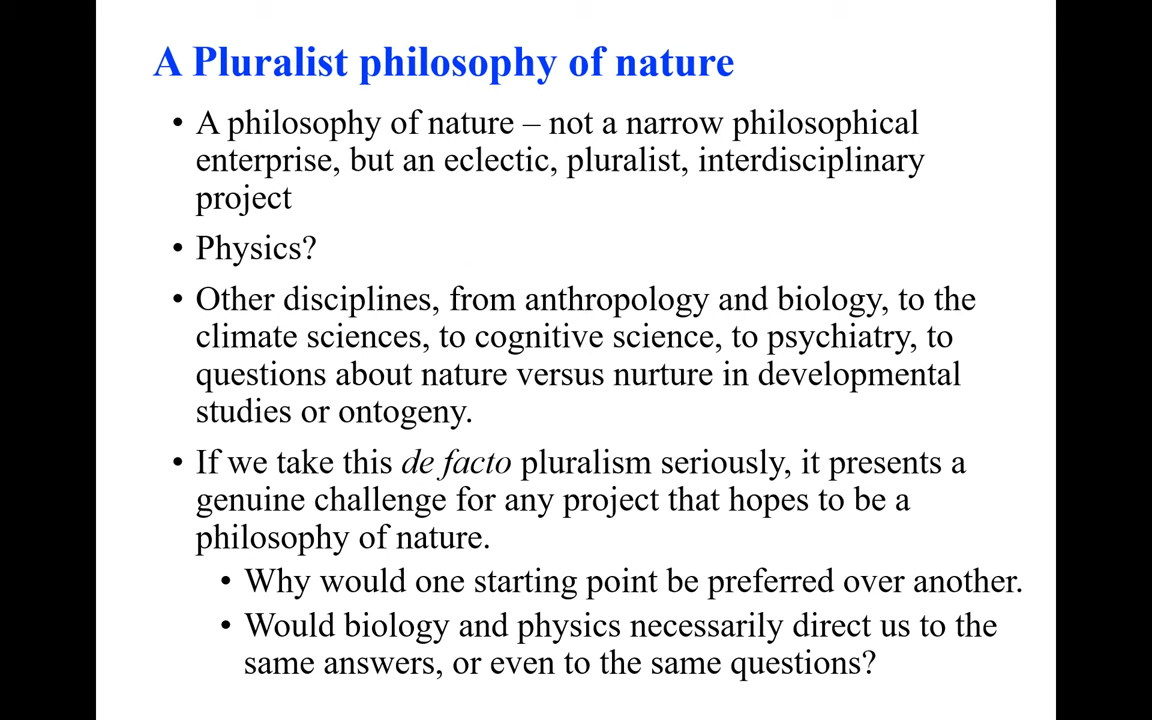 A Pluralist philosophy of nature
• A philosophy of nature – not a narrow philosophical
enterprise, but an eclectic, pluralist, interdisciplinary
project
• Physics?
• Other disciplines, from anthropology and biology, to the
climate sciences, to cognitive science, to psychiatry, to
questions about nature versus nurture in developmental
studies or ontogeny.
• If we take this de facto pluralism seriously, it presents a
genuine challenge for any project that hopes to be a
philosophy of nature.
• Why would one starting point be preferred over another.
• Would biology and physics necessarily direct us to the
same answers, or even to the same questions?